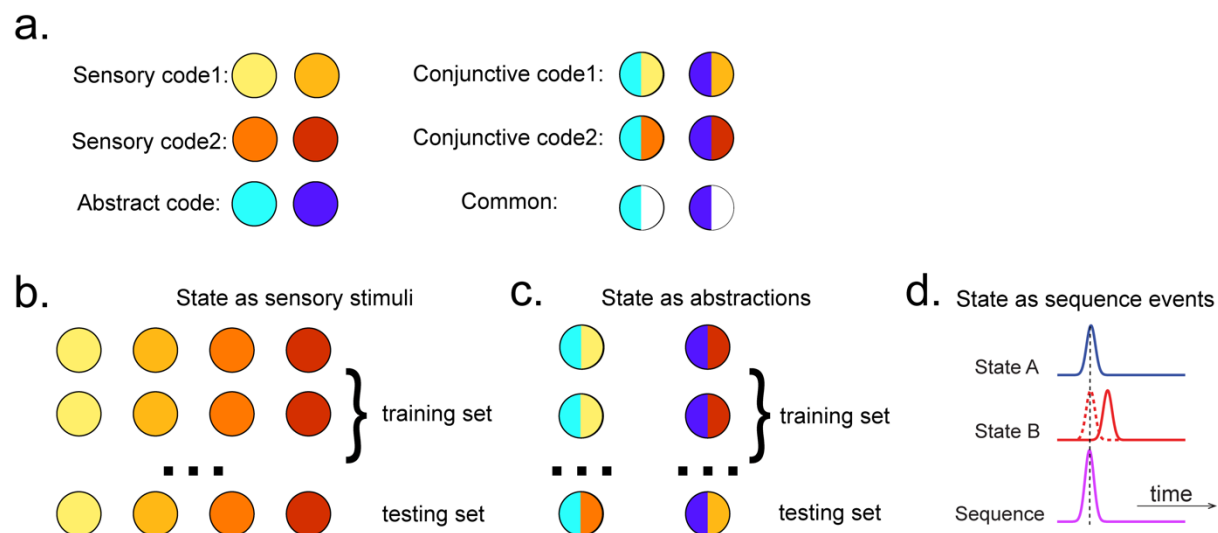 a.
Sensory code1:
Conjunctive code1:
Sensory code2:
Conjunctive code2:
Abstract code:
Common:
b.
State as sensory stimuli
training set
testing set
c.
State as abstractions
training set
testing set
d.
State as sequence events
State A
State B
Sequence
time